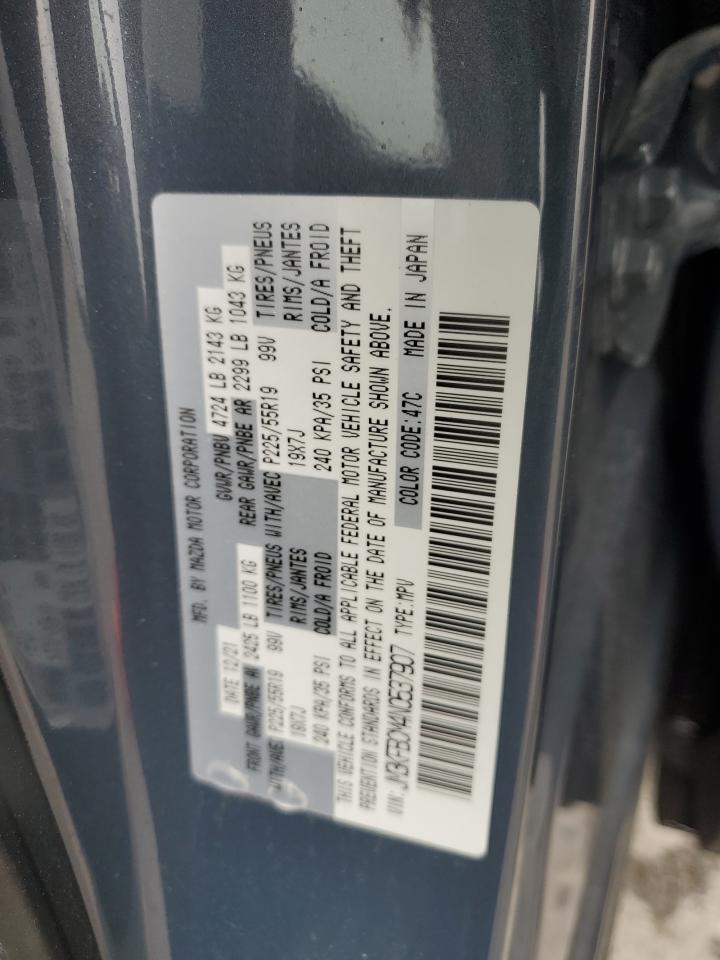 MFD. BY MAZDA MOTOR CORPORATION
DATE 12/21 GVWR/PNBV 4724 LB 2143 KG
FRONT GAWR/PNBE AV 2425 LB 1100 KG REAR GAWR/PNBE AR 2299 LB 1043 KG
WITH/AVEC P225/55R19 99V TIRES/PNEUS WITH/AVEC P225/55R19 99V TIRES/PNEUS
19X7J RIMS/JANTES 19X7J RIMS/JANTES
240 KPA/35 PSI COLD/A FROID 240 KPA/35 PSI COLD/A FROID
THIS VEHICLE CONFORMS TO ALL APPLICABLE FEDERAL MOTOR VEHICLE SAFETY AND THEFT
PREVENTION STANDARDS IN EFFECT ON THE DATE OF MANUFACTURE SHOWN ABOVE.
VIN: JM3KFBCM4N0537907 TYPE:MPV COLOR CODE:47C MADE IN JAPAN